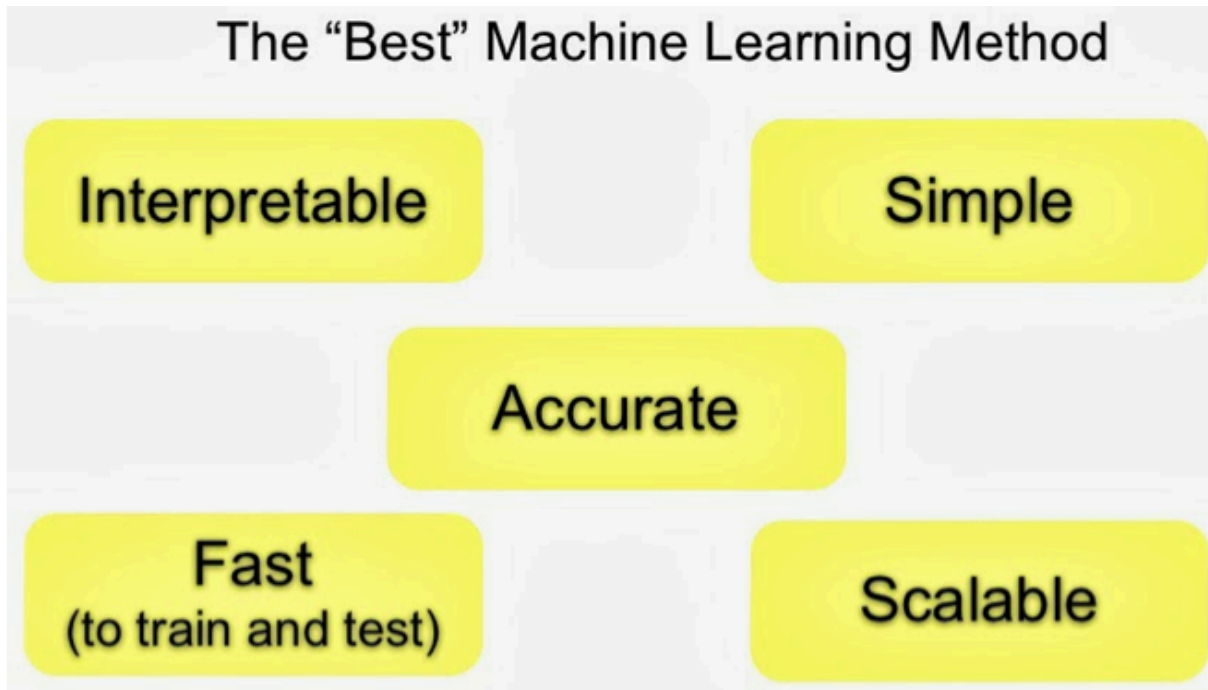 The “Best” Machine Learning Method
Interpretable
Simple
Accurate
Fast
(to train and test)
Scalable